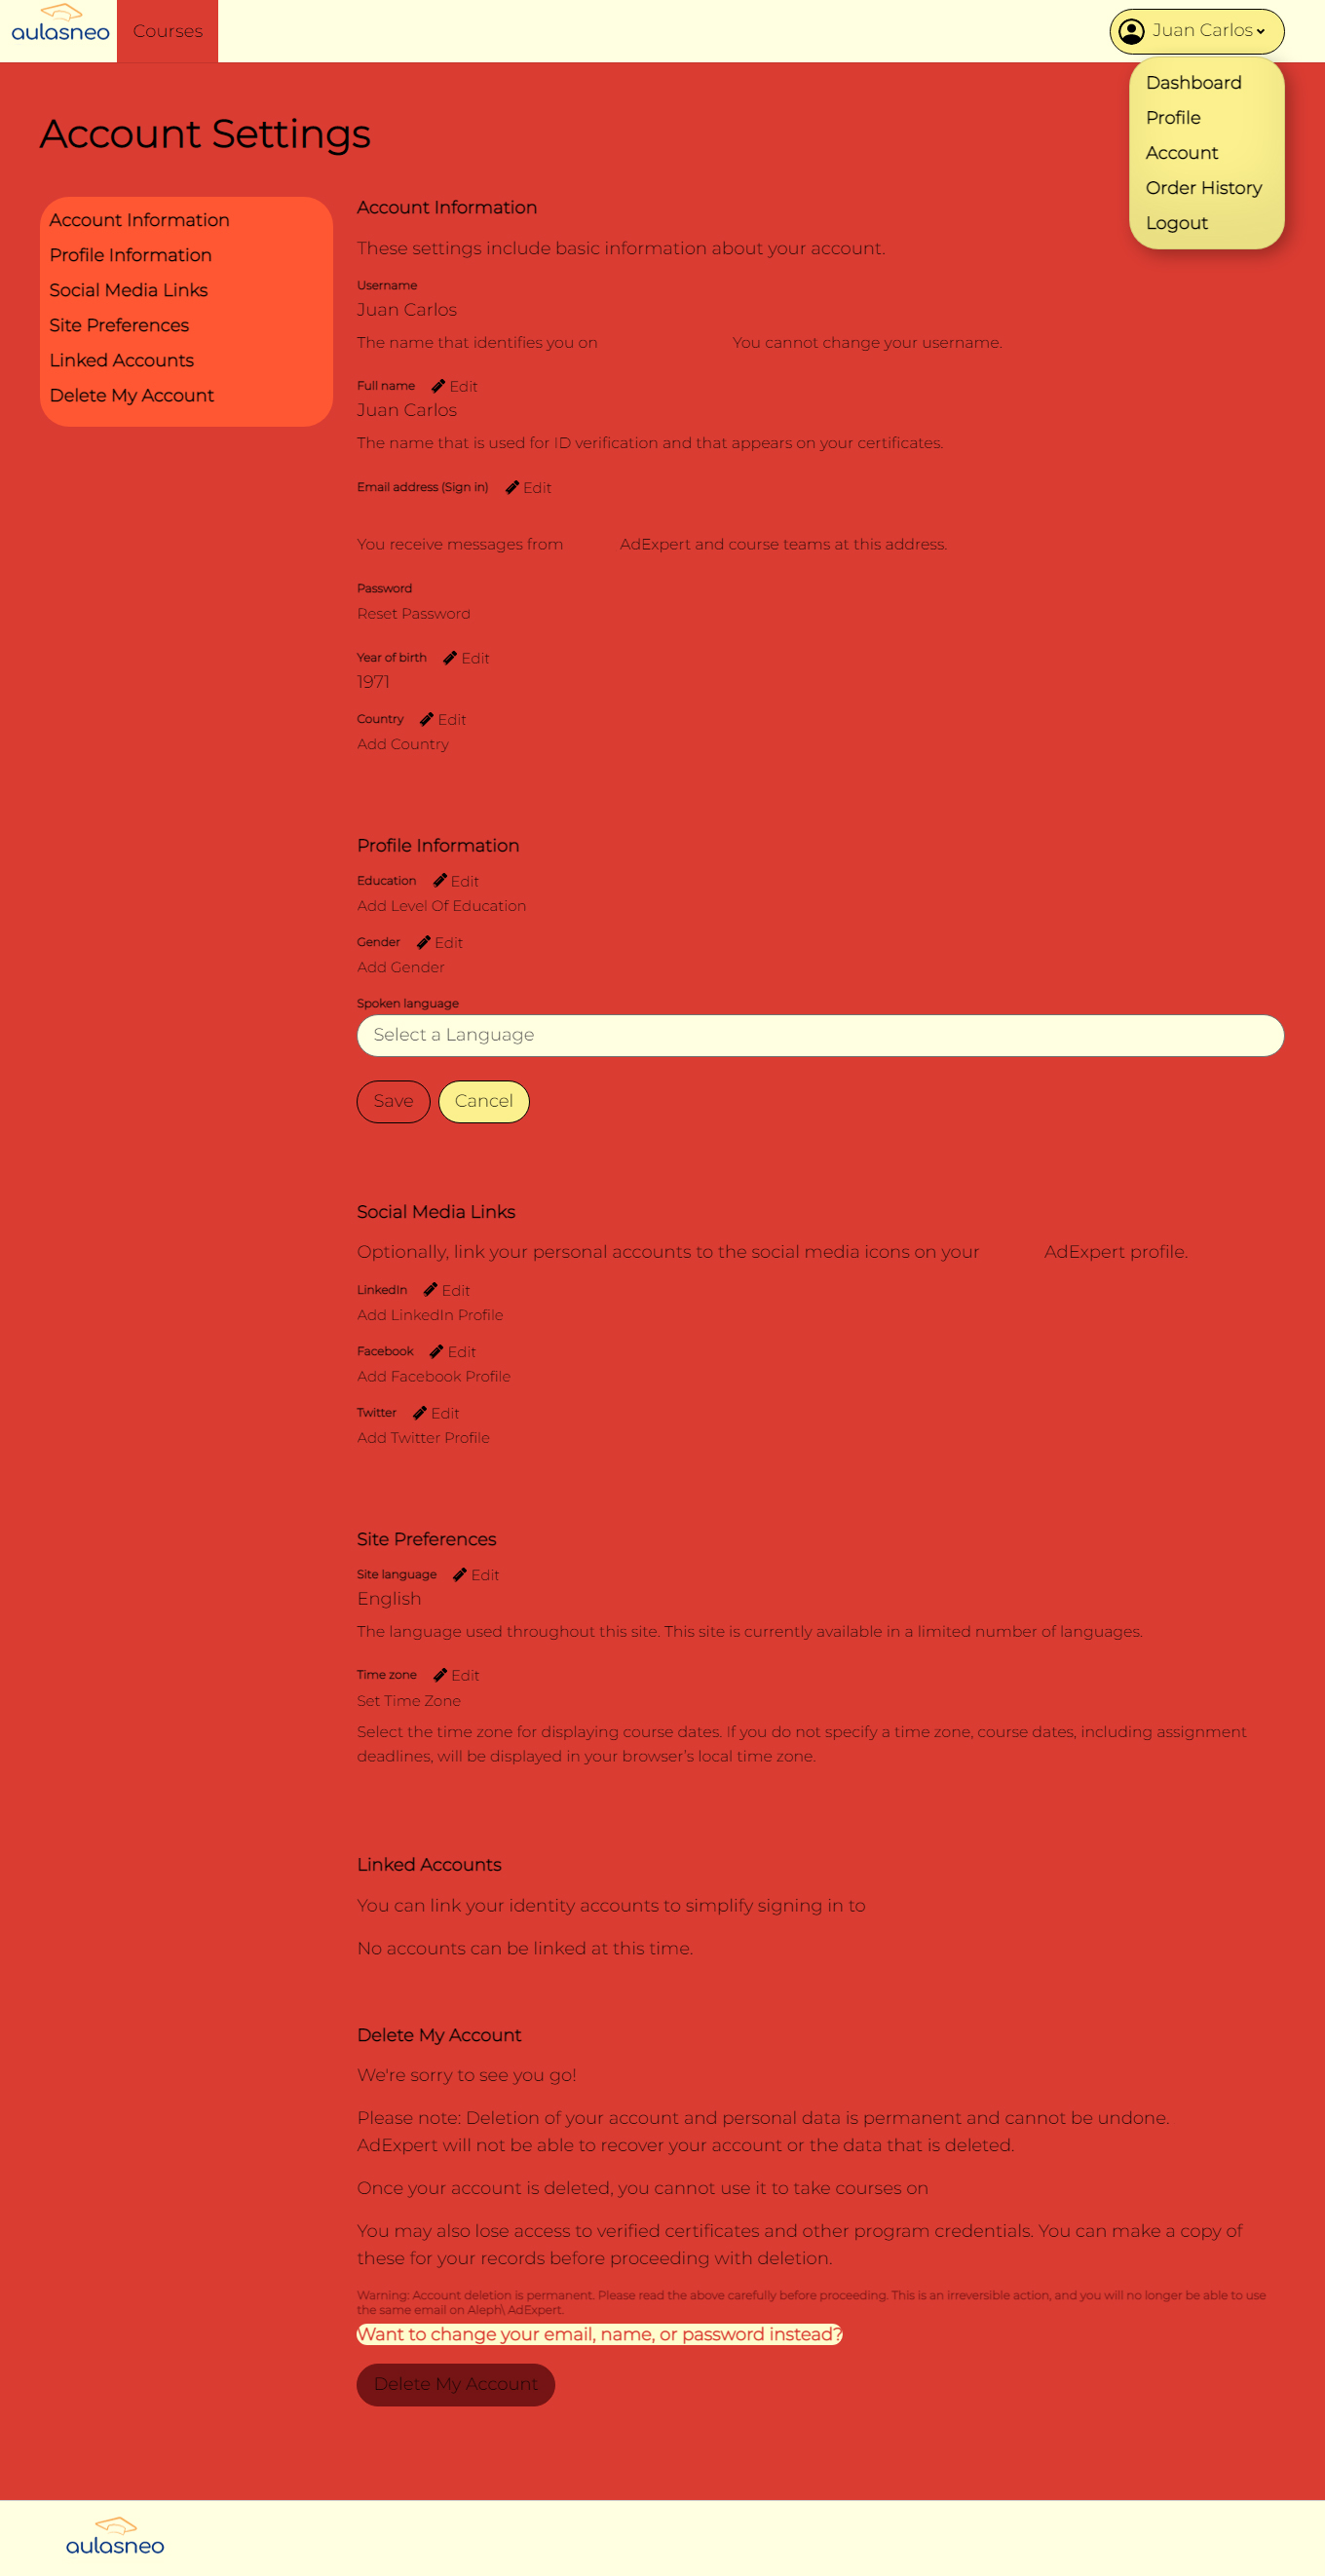 aulasneo
Courses
Juan Carlos
Dashboard
Profile
Account
Order History
Logout
Account Settings
Account Information
Profile Information
Social Media Links
Site Preferences
Linked Accounts
Delete My Account
Account Information
These settings include basic information about your account.
Username
Juan Carlos
The name that identifies you on You cannot change your username.
Full name Edit
Juan Carlos
The name that is used for ID verification and that appears on your certificates.
Email address (Sign in) Edit
You receive messages from AdExpert and course teams at this address.
Password
Reset Password
Year of birth Edit
1971
Country Edit
Add Country
Profile Information
Education Edit
Add Level Of Education
Gender Edit
Add Gender
Spoken language
Select a Language
Save Cancel
Social Media Links
Optionally, link your personal accounts to the social media icons on your AdExpert profile.
LinkedIn Edit
Add LinkedIn Profile
Facebook Edit
Add Facebook Profile
Twitter Edit
Add Twitter Profile
Site Preferences
Site language Edit
English
The language used throughout this site. This site is currently available in a limited number of languages.
Time zone Edit
Set Time Zone
Select the time zone for displaying course dates. If you do not specify a time zone, course dates, including assignment
deadlines, will be displayed in your browser's local time zone.
Linked Accounts
You can link your identity accounts to simplify signing in to
No accounts can be linked at this time.
Delete My Account
We're sorry to see you go!
Please note: Deletion of your account and personal data is permanent and cannot be undone.
AdExpert will not be able to recover your account or the data that is deleted.
Once your account is deleted, you cannot use it to take courses on
You may also lose access to verified certificates and other program credentials. You can make a copy of
these for your records before proceeding with deletion.
Warning: Account deletion is permanent. Please read the above carefully before proceeding. This is an irreversible action, and you will no longer be able to use
the same email on Aleph\ AdExpert.
Want to change your email, name, or password instead?
Delete My Account
aulasneo